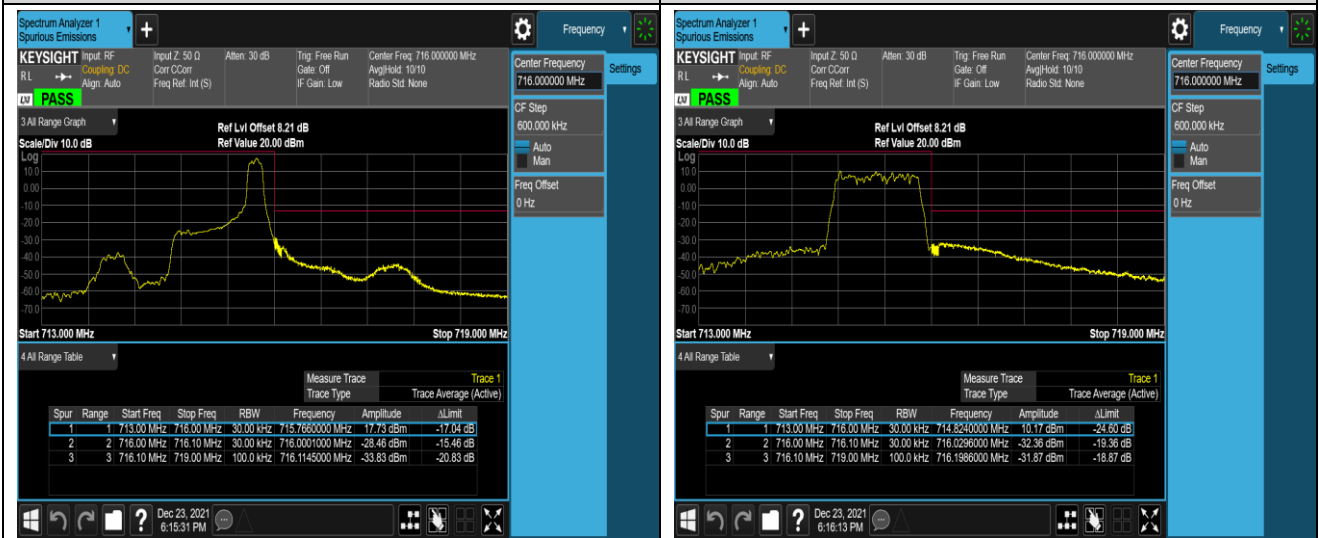 Spectrum Analyzer 1
Spurious Emissions
+
Frequency
KEYSIGHT
RL
Input: RF
Coupling: DC
Align: Auto
Input Z: 50 Ω
Corr CCorr
Freq Ref: Int (S)
Atten: 30 dB
Trig: Free Run
Gate: Off
IF Gain: Low
Center Freq: 716.000000 MHz
Avg|Hold: 10/10
Radio Std: None
LXI PASS
Center Frequency
716.000000 MHz
Settings
CF Step
600.000 kHz
Auto
Man
Freq Offset
0 Hz
3 All Range Graph
Ref Lvl Offset 8.21 dB
Scale/Div 10.0 dB
Ref Value 20.00 dBm
Log
10.0
0.00
-10.0
-20.0
-30.0
-40.0
-50.0
-60.0
-70.0
Start 713.000 MHz
Stop 719.000 MHz
4 All Range Table
Measure Trace Trace 1
Trace Type Trace Average (Active)
Spur Range Start Freq Stop Freq RBW Frequency Amplitude ΔLimit
1 1 713.00 MHz 716.00 MHz 30.00 kHz 715.7660000 MHz 17.73 dBm -17.04 dB
2 2 716.00 MHz 716.10 MHz 30.00 kHz 716.0001000 MHz -28.46 dBm -15.46 dB
3 3 716.10 MHz 719.00 MHz 100.0 kHz 716.1145000 MHz -33.83 dBm -20.83 dB
?
Dec 23, 2021
6:15:31 PM
Spectrum Analyzer 1
Spurious Emissions
+
Frequency
KEYSIGHT
RL
Input: RF
Coupling: DC
Align: Auto
Input Z: 50 Ω
Corr CCorr
Freq Ref: Int (S)
Atten: 30 dB
Trig: Free Run
Gate: Off
IF Gain: Low
Center Freq: 716.000000 MHz
Avg|Hold: 10/10
Radio Std: None
LXI PASS
Center Frequency
716.000000 MHz
Settings
CF Step
600.000 kHz
Auto
Man
Freq Offset
0 Hz
3 All Range Graph
Ref Lvl Offset 8.21 dB
Scale/Div 10.0 dB
Ref Value 20.00 dBm
Log
10.0
0.00
-10.0
-20.0
-30.0
-40.0
-50.0
-60.0
-70.0
Start 713.000 MHz
Stop 719.000 MHz
4 All Range Table
Measure Trace Trace 1
Trace Type Trace Average (Active)
Spur Range Start Freq Stop Freq RBW Frequency Amplitude ΔLimit
1 1 713.00 MHz 716.00 MHz 30.00 kHz 714.8240000 MHz 10.17 dBm -24.60 dB
2 2 716.00 MHz 716.10 MHz 30.00 kHz 716.0296000 MHz -32.36 dBm -19.36 dB
3 3 716.10 MHz 719.00 MHz 100.0 kHz 716.1986000 MHz -31.87 dBm -18.87 dB
?
Dec 23, 2021
6:16:13 PM